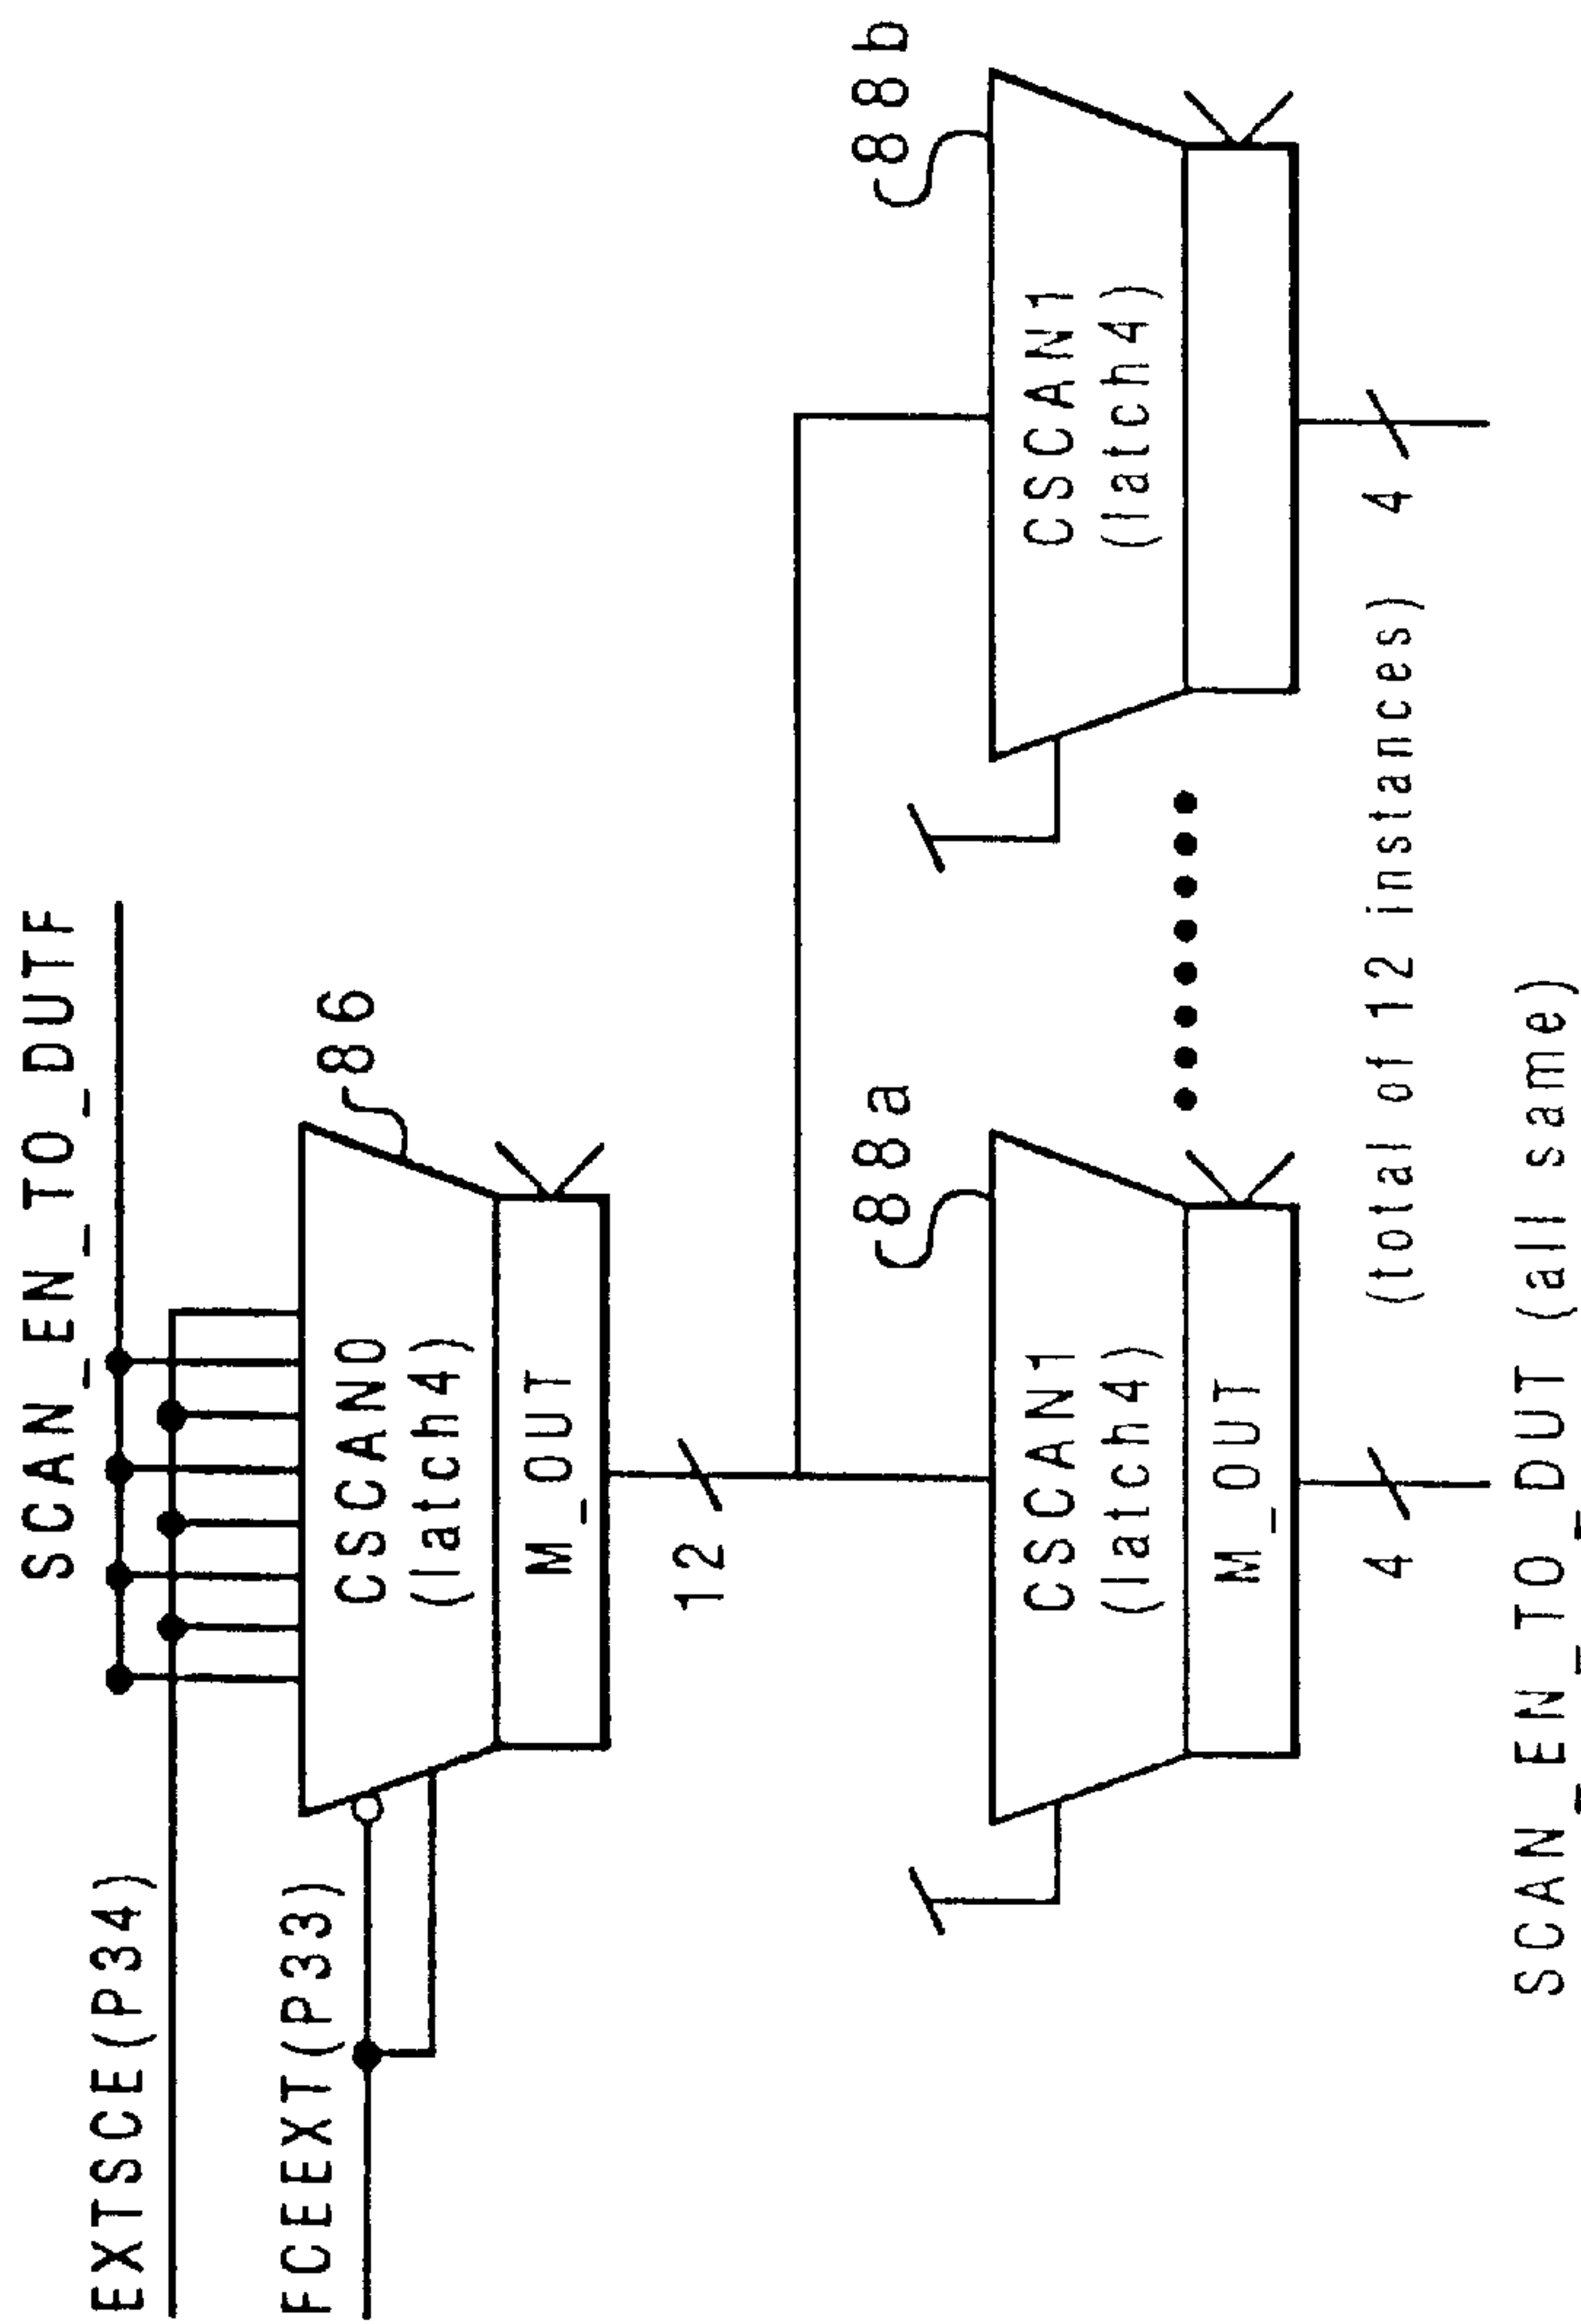 SCAN_EN_TO_DUTF
EXTSCE(P34)
FCEEXT(P33)
86
CSCAN0
(latch4)
M_OUT
12
88a
88b
CSCAN1
(latch4)
M_OUT
CSCAN1
(latch4)
4
(total of 12 instances)
4
SCAN_EN_TO_DUT (all same)